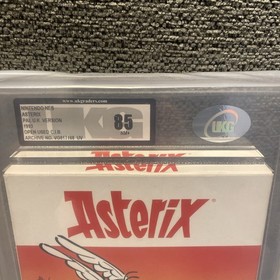 www.ukgraders.com
NINTENDO NES
ASTERIX
PAL U.K. VERSION
1993
85
NM+
UKG
Asterix
Asterix®